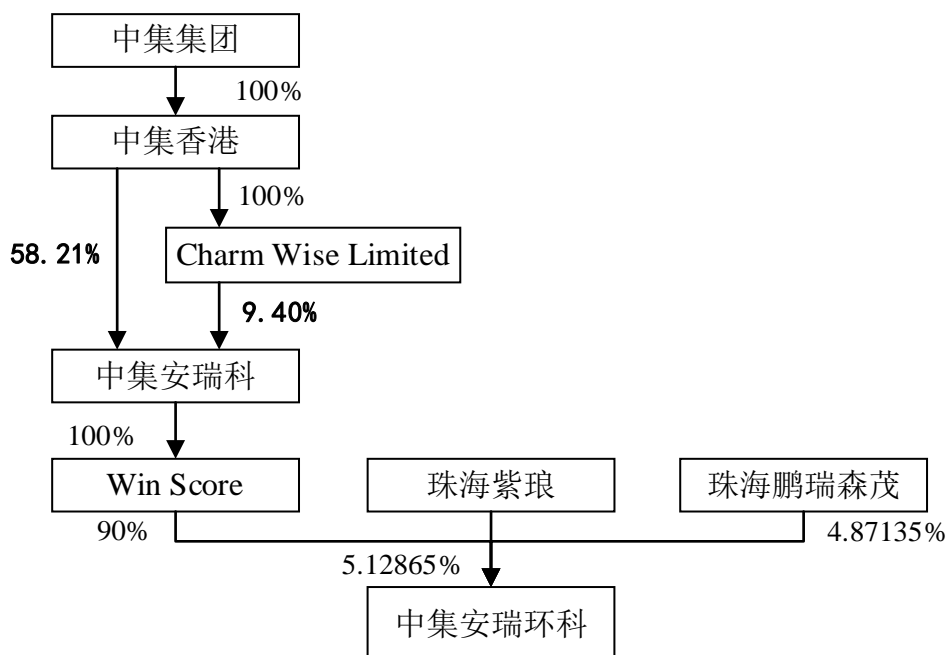 中集集团
100%
中集香港
100%
58.21%
Charm Wise Limited
9.40%
中集安瑞科
100%
Win Score
珠海紫琅
珠海鹏瑞森茂
90%
4.87135%
5.12865%
中集安瑞环科